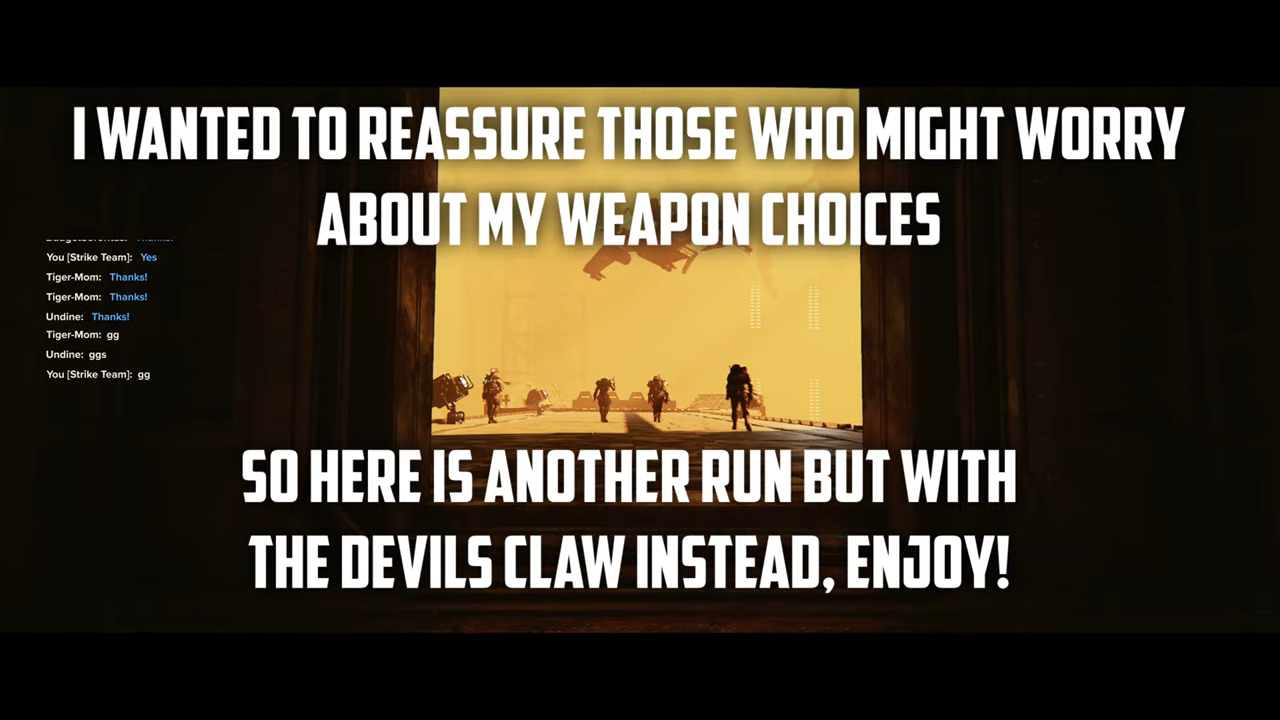 I WANTED TO REASSURE THOSE WHO MIGHT WORRY
ABOUT MY WEAPON CHOICES
You [Strike Team]: Yes
Tiger-Mom: Thanks!
Tiger-Mom: Thanks!
Undine: Thanks!
Tiger-Mom: gg
Undine: ggs
You [Strike Team]: gg
SO HERE IS ANOTHER RUN BUT WITH
THE DEVILS CLAW INSTEAD, ENJOY!